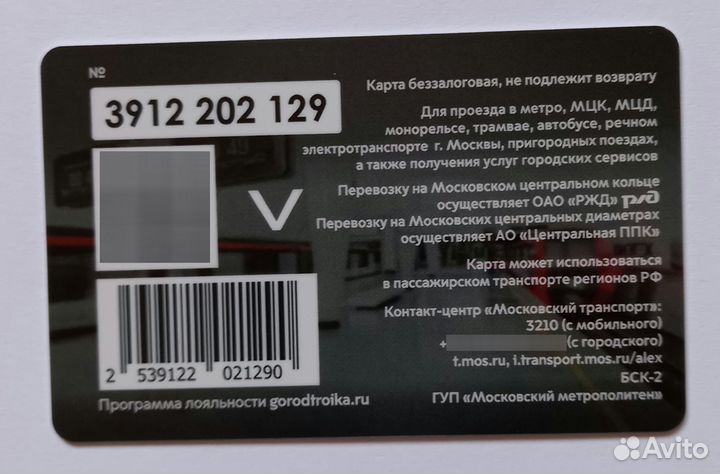 №
3912 202 129
Карта беззалоговая, не подлежит возврату
Для проезда в метро, МЦК, МЦД,
монорельсе, трамвае, автобусе, речном
электротранспорте г. Москвы, пригородных поездах,
а также получения услуг городских сервисов
V
Перевозку на Московском центральном кольце
осуществляет ОАО «РЖД» ржд
Перевозку на Московских центральных диаметрах
осуществляет АО «Центральная ППК»
Карта может использоваться
в пассажирском транспорте регионов РФ
Контакт-центр «Московский транспорт»:
3210 (с мобильного)
+ (с городского)
t.mos.ru, i.transport.mos.ru/alex
БСК-2
ГУП «Московский метрополитен»
2 539122 021290
Программа лояльности gorodtroika.ru
Avito